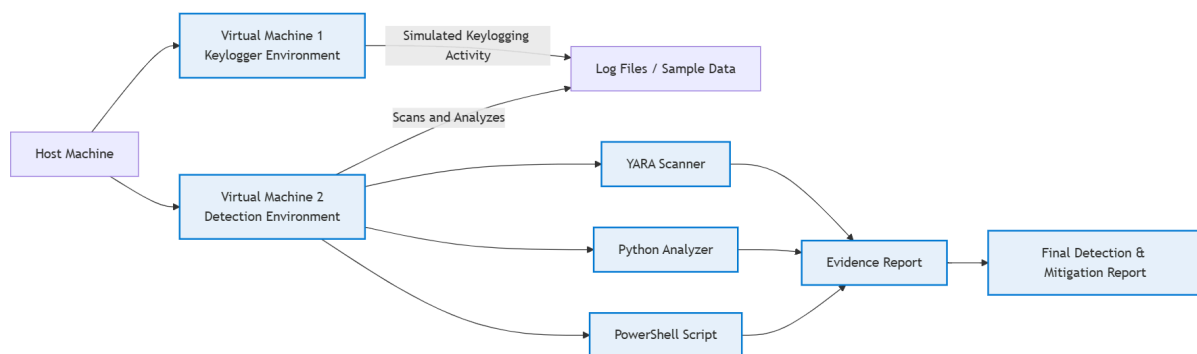 Virtual Machine 1
Keylogger Environment
Simulated Keylogging
Activity
Log Files / Sample Data
Scans and Analyzes
Host Machine
YARA Scanner
Virtual Machine 2
Detection Environment
Python Analyzer
Evidence Report
Final Detection &
Mitigation Report
PowerShell Script